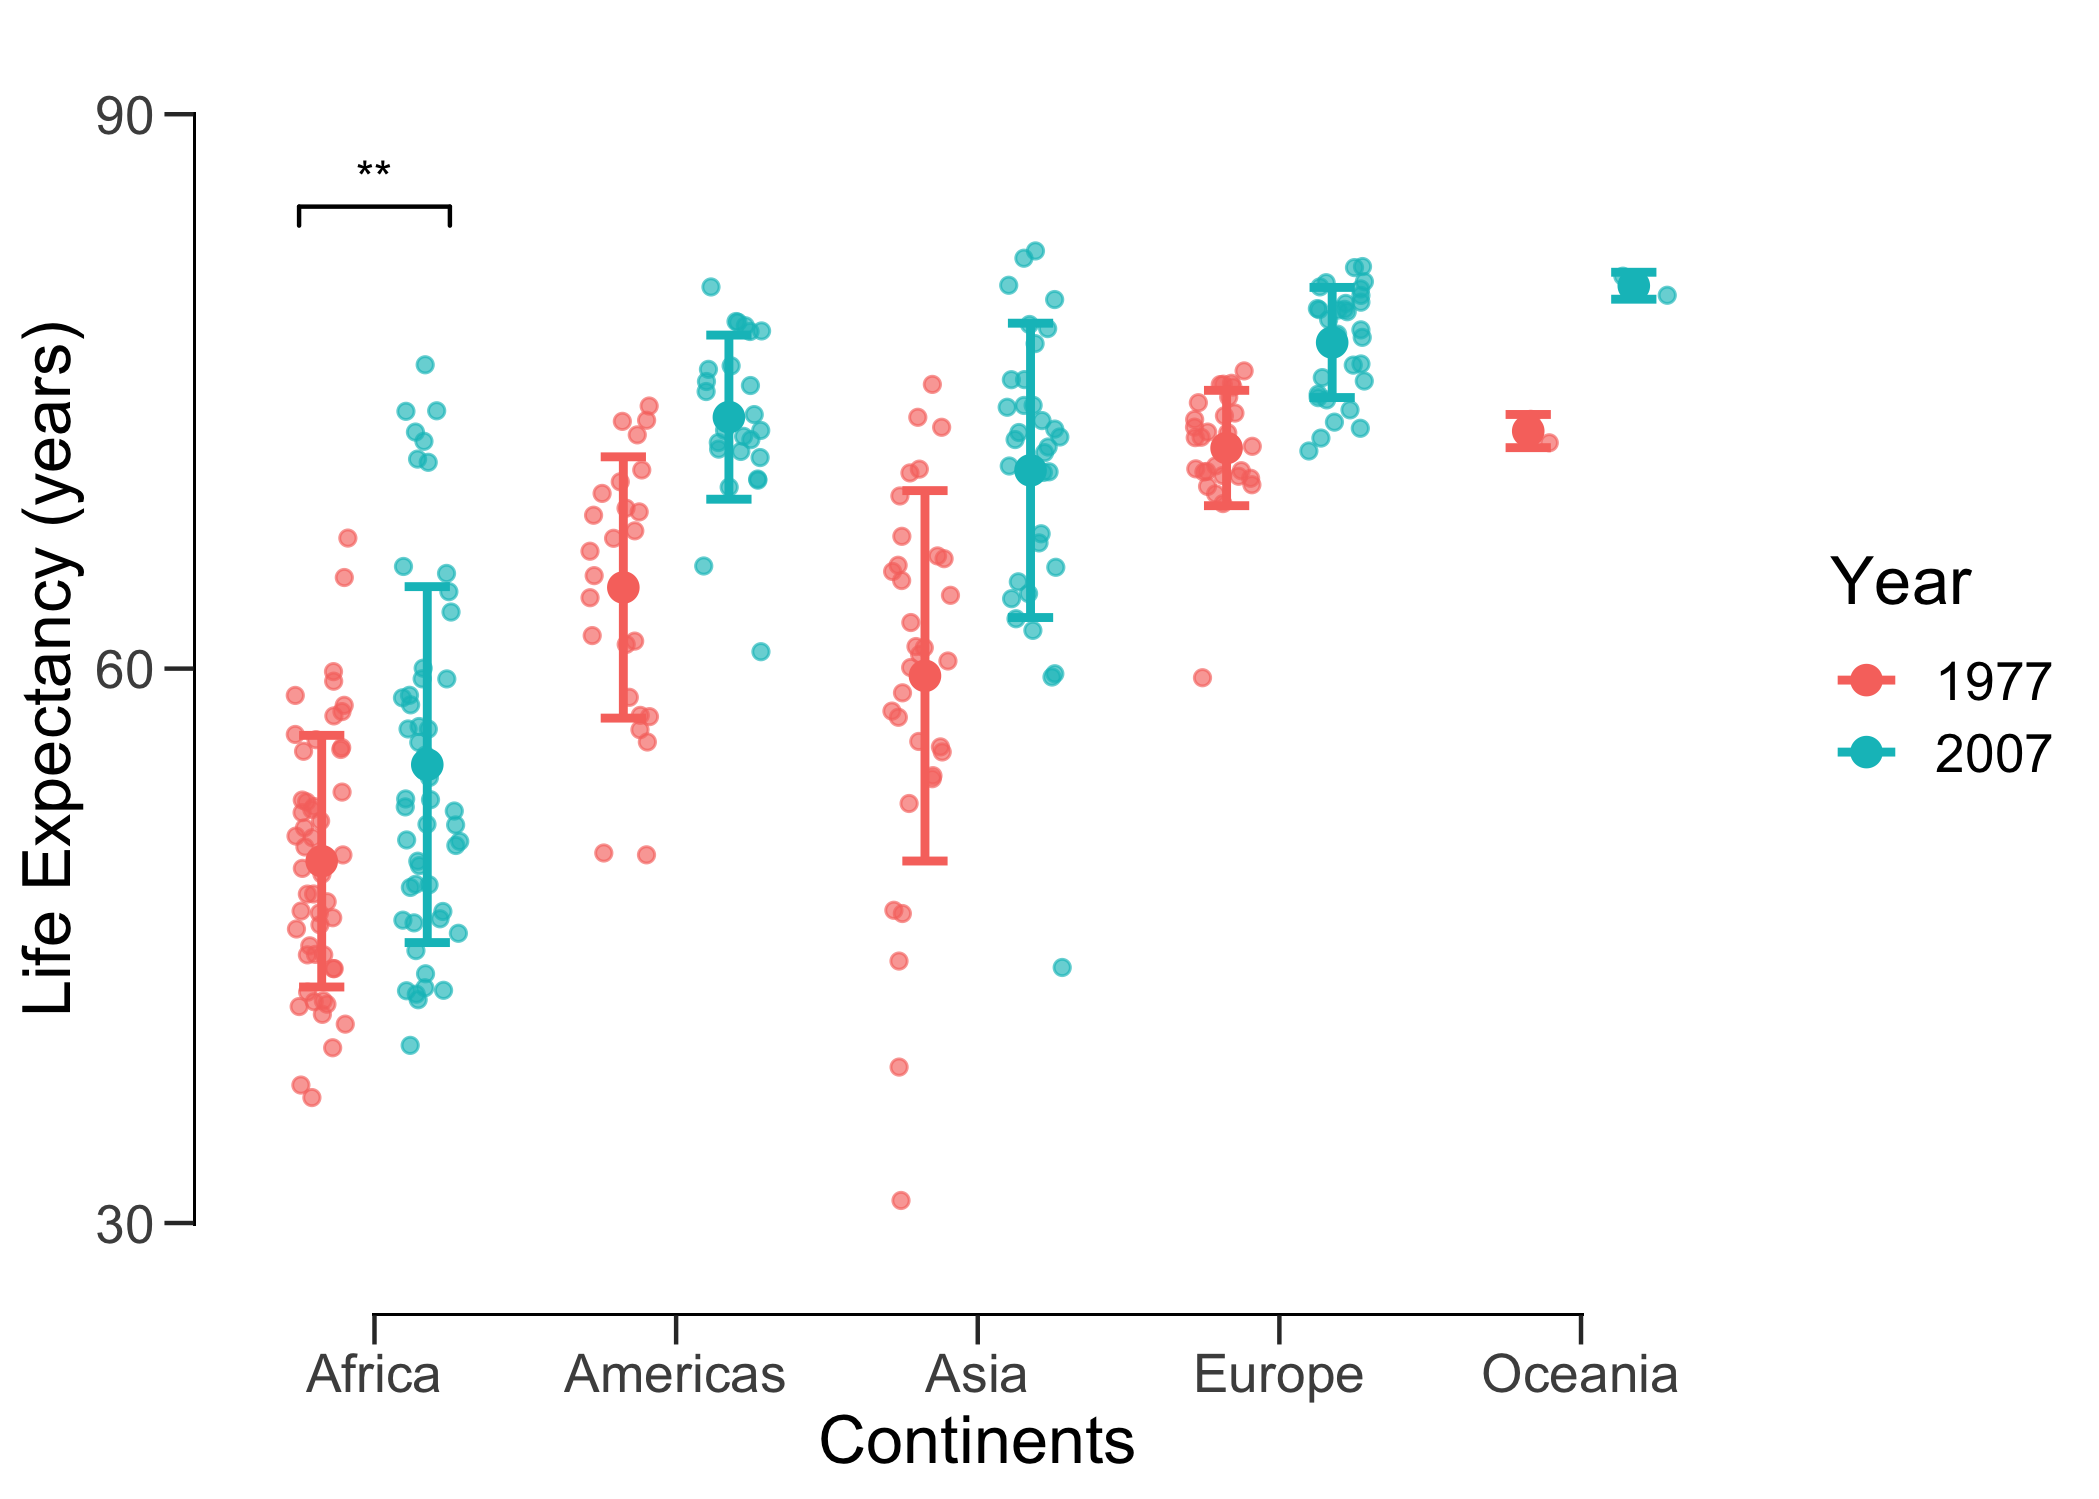 90
**
60
30
Life Expectancy (years)
Africa
Americas
Asia
Europe
Oceania
Continents
Year
1977
2007